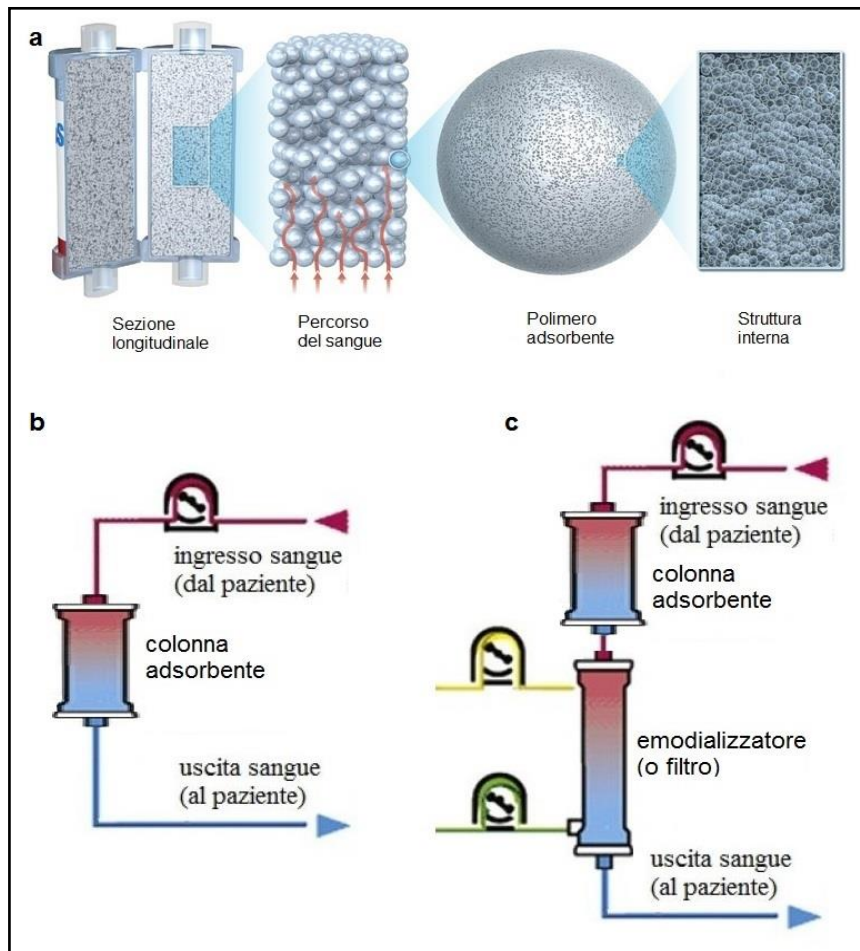 a
S
Sezione
longitudinale
Percorso
del sangue
Polimero
adsorbente
Struttura
interna
b
ingresso sangue
(dal paziente)
colonna
adsorbente
uscita sangue
(al paziente)
c
ingresso sangue
(dal paziente)
colonna
adsorbente
emodializzatore
(o filtro)
uscita sangue
(al paziente)